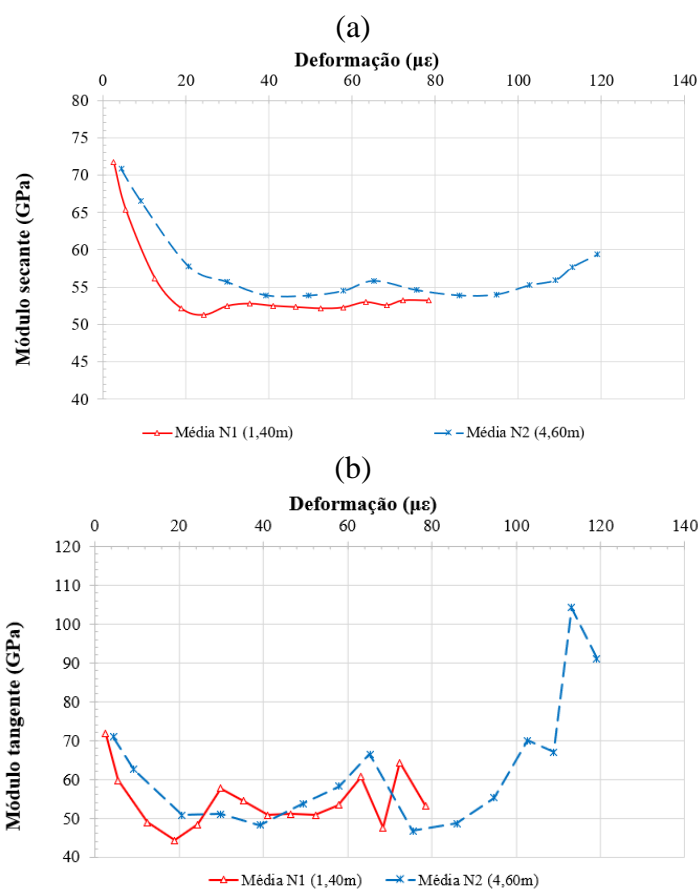 (a)
Deformação (με)
0 20 40 60 80 100 120 140
80
75
70
65
60
55
50
45
40
Módulo secante (GPa)
Média N1 (1,40m) Média N2 (4,60m)
(b)
Deformação (με)
0 20 40 60 80 100 120 140
120
110
100
90
80
70
60
50
40
Módulo tangente (GPa)
Média N1 (1,40m) Média N2 (4,60m)